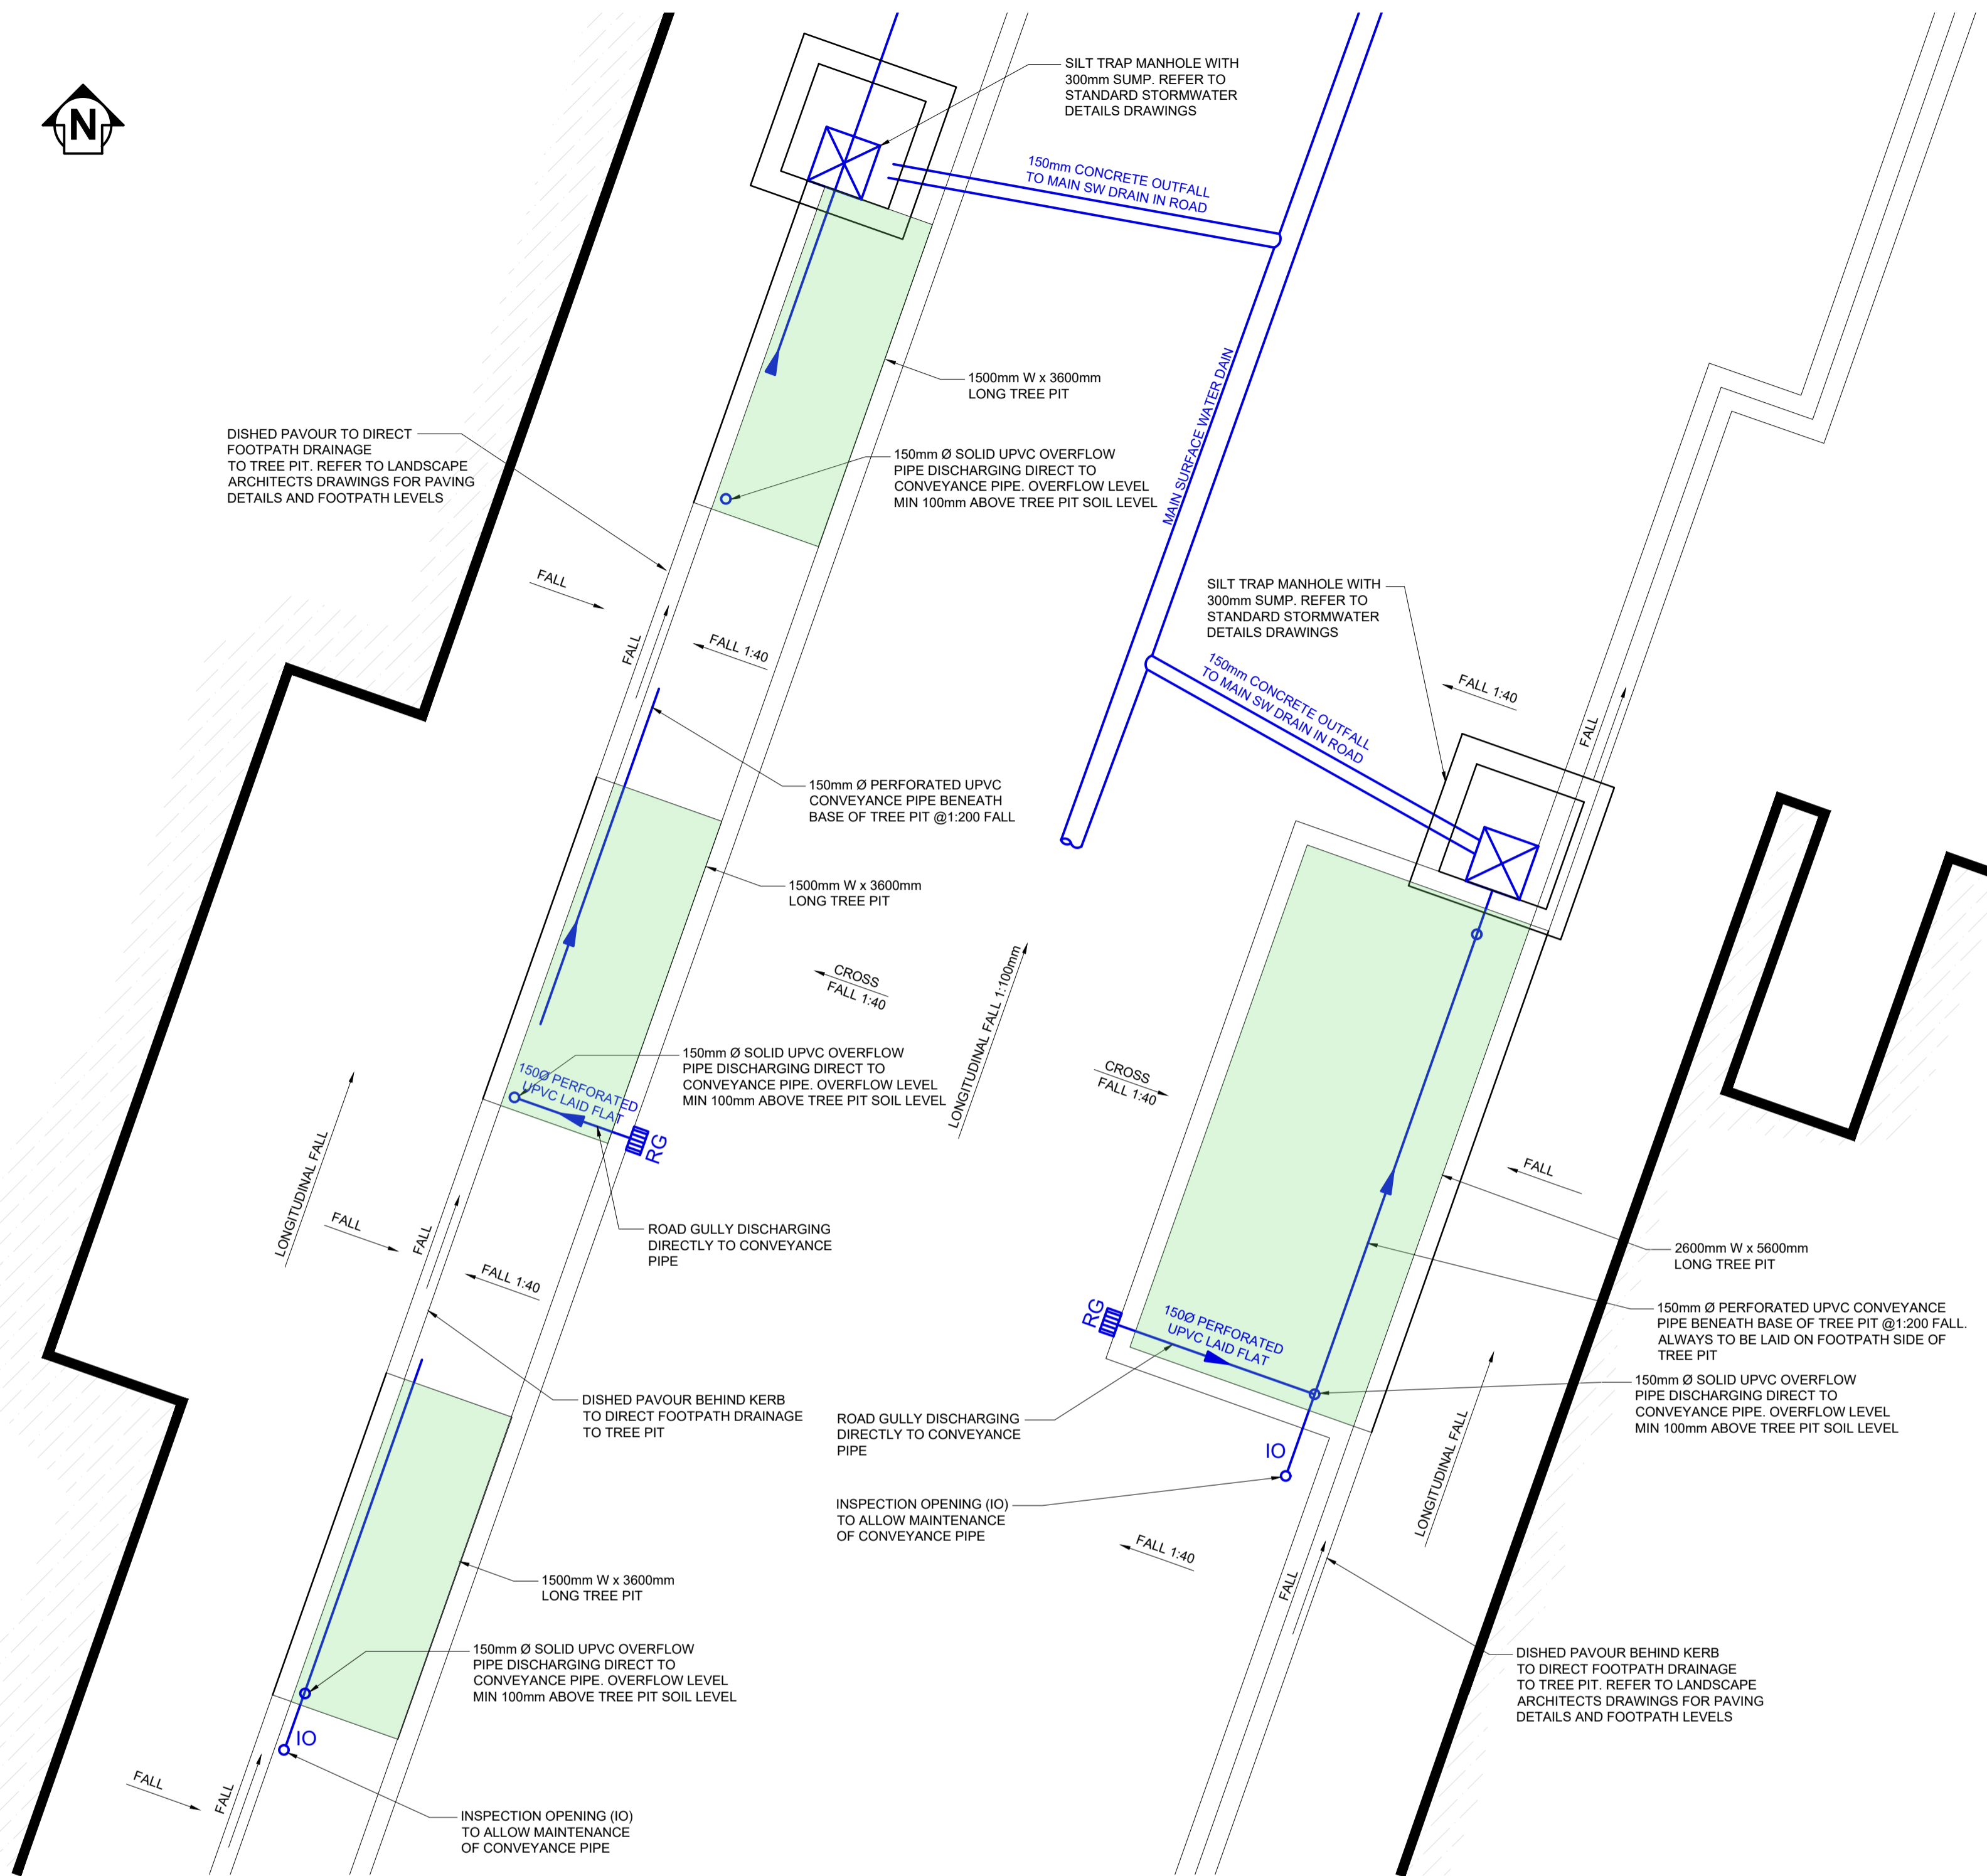 N
SILT TRAP MANHOLE WITH
300mm SUMP. REFER TO
STANDARD STORMWATER
DETAILS DRAWINGS
150mm CONCRETE OUTFALL
TO MAIN SW DRAIN IN ROAD
MAIN SURFACE WATER DAIN
1500mm W x 3600mm
LONG TREE PIT
DISHED PAVOUR TO DIRECT
FOOTPATH DRAINAGE
TO TREE PIT. REFER TO LANDSCAPE
ARCHITECTS DRAWINGS FOR PAVING
DETAILS AND FOOTPATH LEVELS
150mm Ø SOLID UPVC OVERFLOW
PIPE DISCHARGING DIRECT TO
CONVEYANCE PIPE. OVERFLOW LEVEL
MIN 100mm ABOVE TREE PIT SOIL LEVEL
FALL
FALL
FALL 1:40
SILT TRAP MANHOLE WITH
300mm SUMP. REFER TO
STANDARD STORMWATER
DETAILS DRAWINGS
150mm CONCRETE OUTFALL
TO MAIN SW DRAIN IN ROAD
FALL 1:40
FALL
150mm Ø PERFORATED UPVC
CONVEYANCE PIPE BENEATH
BASE OF TREE PIT @1:200 FALL
1500mm W x 3600mm
LONG TREE PIT
CROSS
FALL 1:40
LONGITUDINAL FALL 1:100mm
CROSS
FALL 1:40
150mm Ø SOLID UPVC OVERFLOW
PIPE DISCHARGING DIRECT TO
CONVEYANCE PIPE. OVERFLOW LEVEL
MIN 100mm ABOVE TREE PIT SOIL LEVEL
150Ø PERFORATED
UPVC LAID FLAT
RG
LONGITUDINAL FALL
FALL
FALL
FALL 1:40
ROAD GULLY DISCHARGING
DIRECTLY TO CONVEYANCE
PIPE
FALL
2600mm W x 5600mm
LONG TREE PIT
150mm Ø PERFORATED UPVC CONVEYANCE
PIPE BENEATH BASE OF TREE PIT @1:200 FALL.
ALWAYS TO BE LAID ON FOOTPATH SIDE OF
TREE PIT
RG
150Ø PERFORATED
UPVC LAID FLAT
150mm Ø SOLID UPVC OVERFLOW
PIPE DISCHARGING DIRECT TO
CONVEYANCE PIPE. OVERFLOW LEVEL
MIN 100mm ABOVE TREE PIT SOIL LEVEL
DISHED PAVOUR BEHIND KERB
TO DIRECT FOOTPATH DRAINAGE
TO TREE PIT
ROAD GULLY DISCHARGING
DIRECTLY TO CONVEYANCE
PIPE
IO
LONGITUDINAL FALL
INSPECTION OPENING (IO)
TO ALLOW MAINTENANCE
OF CONVEYANCE PIPE
FALL 1:40
FALL
1500mm W x 3600mm
LONG TREE PIT
150mm Ø SOLID UPVC OVERFLOW
PIPE DISCHARGING DIRECT TO
CONVEYANCE PIPE. OVERFLOW LEVEL
MIN 100mm ABOVE TREE PIT SOIL LEVEL
DISHED PAVOUR BEHIND KERB
TO DIRECT FOOTPATH DRAINAGE
TO TREE PIT. REFER TO LANDSCAPE
ARCHITECTS DRAWINGS FOR PAVING
DETAILS AND FOOTPATH LEVELS
IO
FALL
FALL
INSPECTION OPENING (IO)
TO ALLOW MAINTENANCE
OF CONVEYANCE PIPE